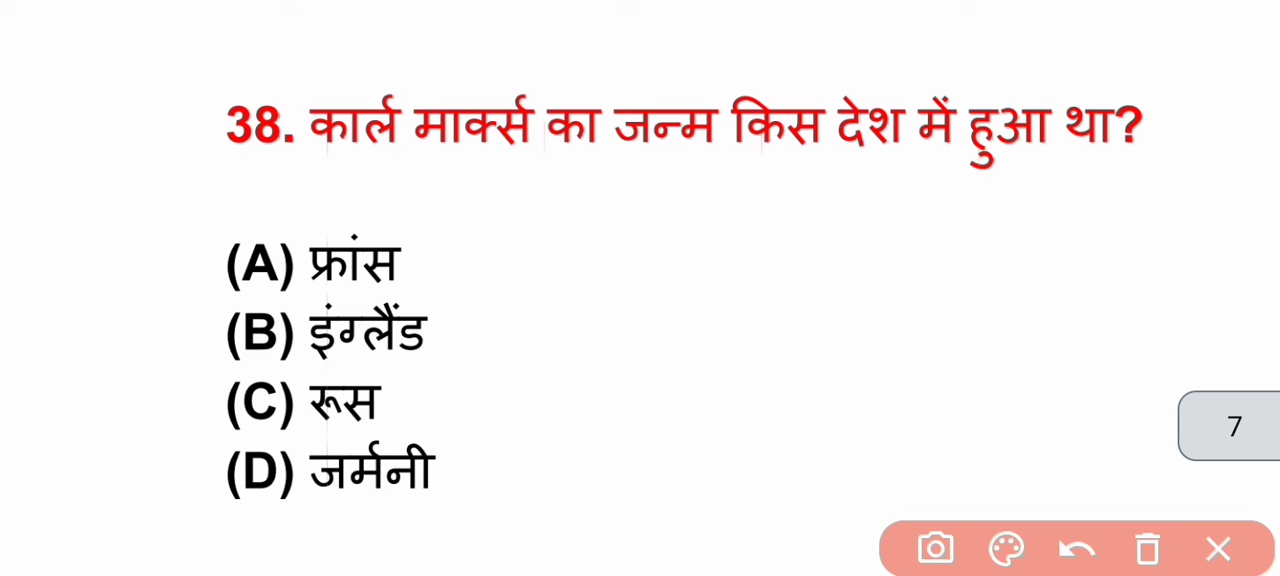 38. कार्ल मार्क्स का जन्म किस देश में हुआ था?
(A) फ्रांस
(B) इंग्लैंड
(C) रूस
(D) जर्मनी
7